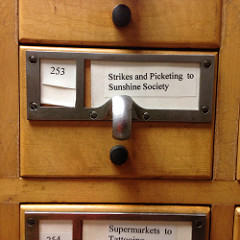 253
Strikes and Picketing to
Sunshine Society
254
Supermarkets to
Tattooing